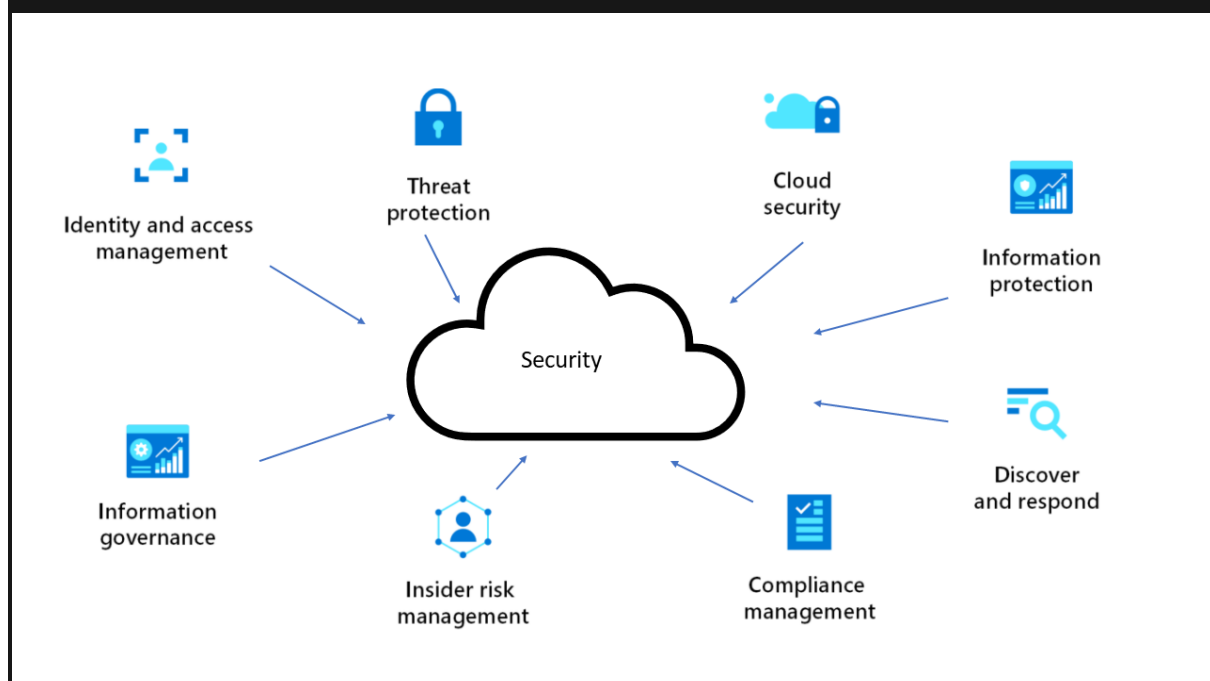 Identity and access
management
Threat
protection
Cloud
security
Information
protection
Security
Information
governance
Insider risk
management
Compliance
management
Discover
and respond